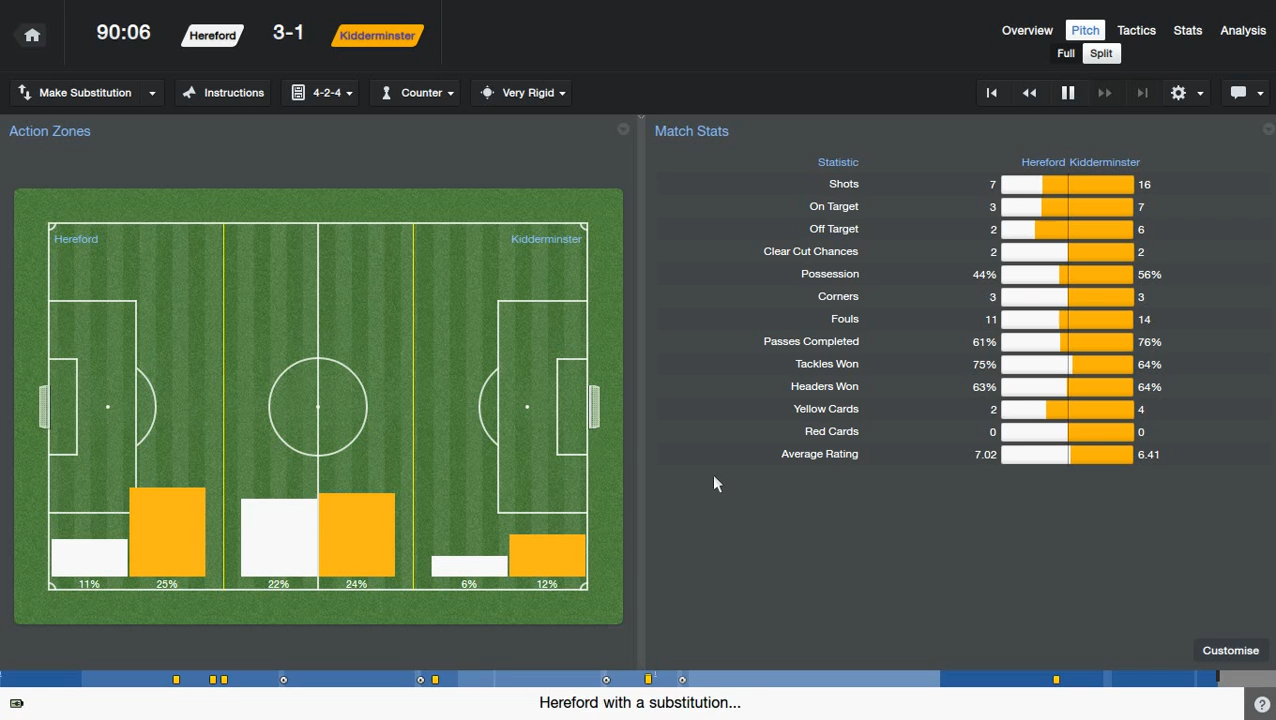 90:06 Hereford 3-1 Kidderminster
Overview Pitch Tactics Stats Analysis
Full Split
Make Substitution Instructions 4-2-4 Counter Very Rigid
Action Zones
Hereford Kidderminster
11% 25% 22% 24% 6% 12%
Match Stats
Statistic Hereford Kidderminster
Shots 7 16
On Target 3 7
Off Target 2 6
Clear Cut Chances 2 2
Possession 44% 56%
Corners 3 3
Fouls 11 14
Passes Completed 61% 76%
Tackles Won 75% 64%
Headers Won 63% 64%
Yellow Cards 2 4
Red Cards 0 0
Average Rating 7.02 6.41
Customise
Hereford with a substitution...
?